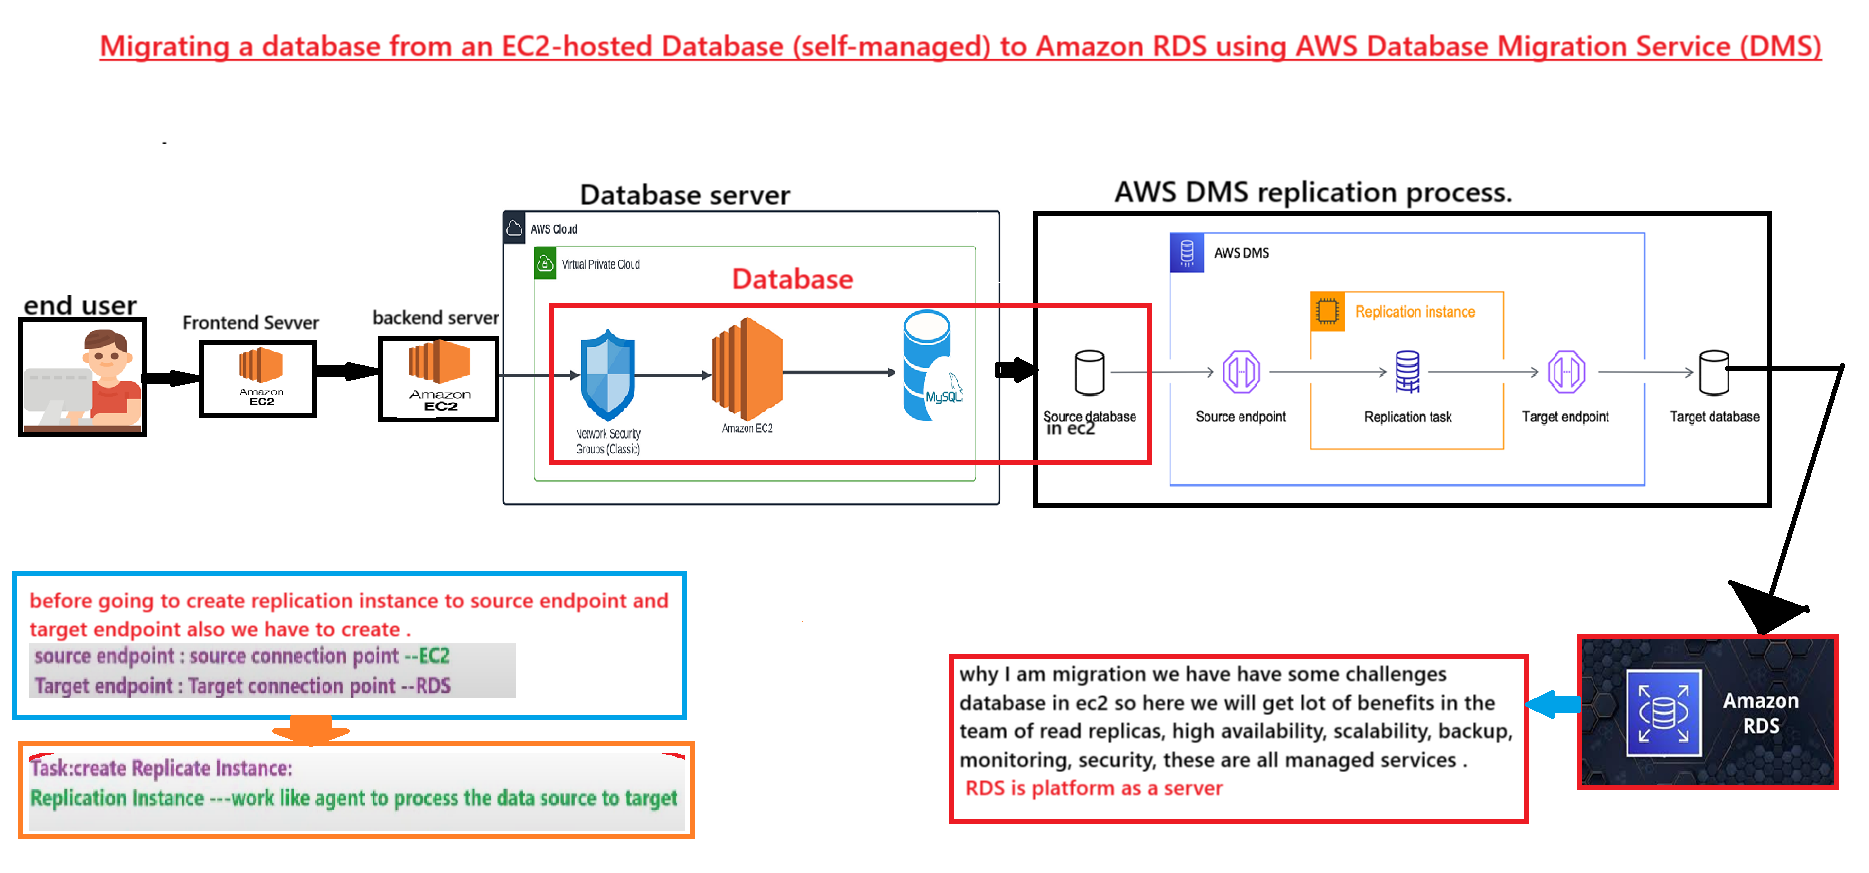 Migrating a database from an EC2-hosted Database (self-managed) to Amazon RDS using AWS Database Migration Service (DMS)
Database server
AWS DMS replication process.
AWS Cloud
Virtual Private Cloud
AWS DMS
Database
end user
Frontend Sevver
backend server
Replication instance
Amazon
EC2
Amazon
EC2
MySQL
Network Security
Groups (Classic)
Amazon EC2
Source database
in ec2
Source endpoint
Replication task
Target endpoint
Target database
before going to create replication instance to source endpoint and
target endpoint also we have to create .
source endpoint : source connection point --EC2
Target endpoint : Target connection point --RDS
Task:create Replicate Instance:
Replication Instance ---work like agent to process the data source to target
why I am migration we have have some challenges
database in ec2 so here we will get lot of benefits in the
team of read replicas, high availability, scalability, backup,
monitoring, security, these are all managed services .
RDS is platform as a server
Amazon
RDS